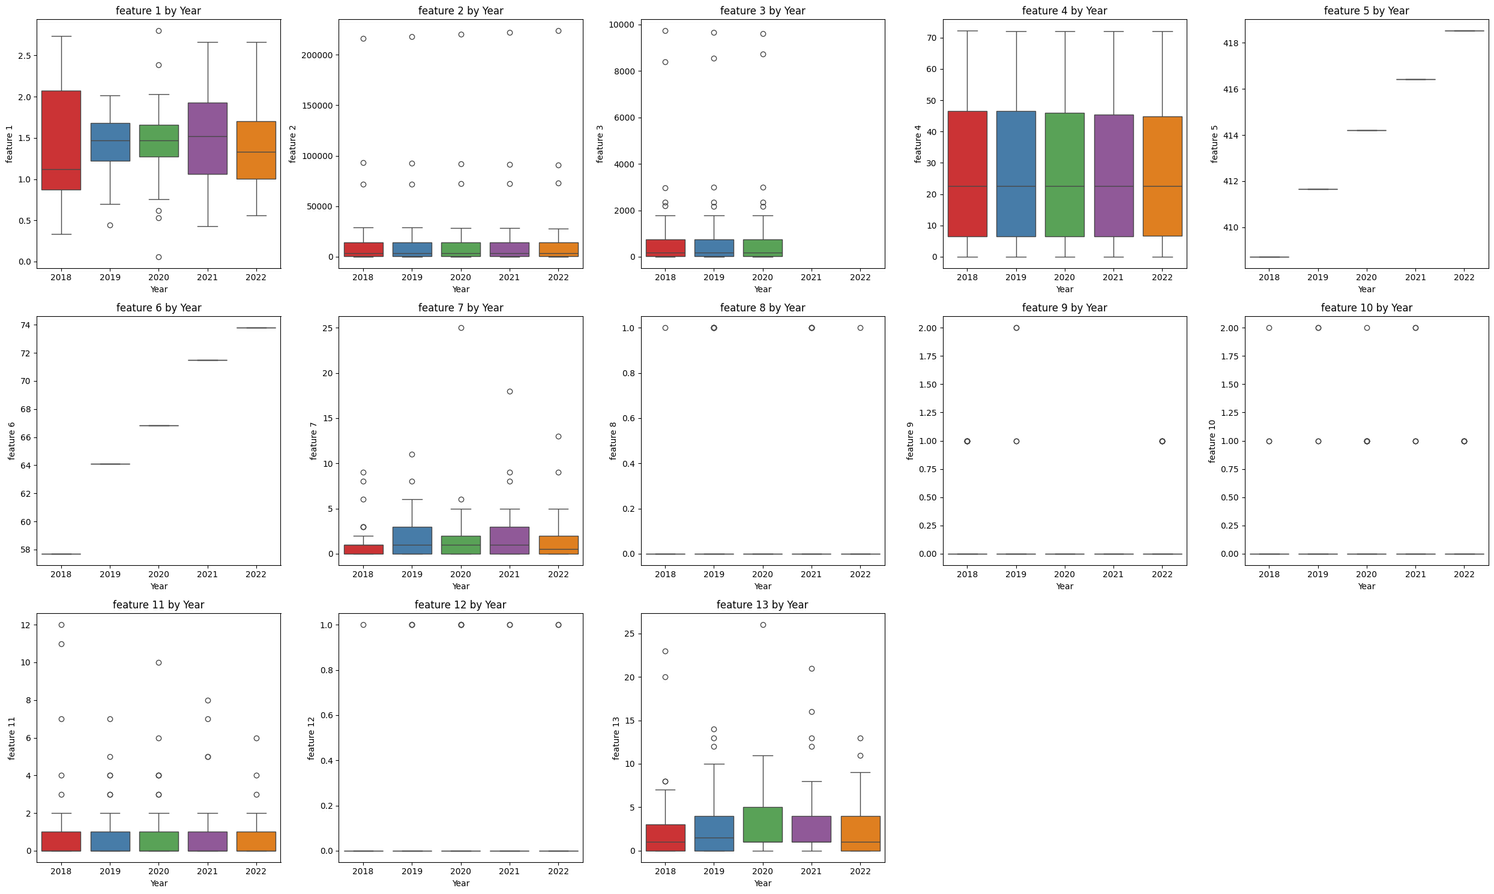 feature 1 by Year
2.5
2.0
1.5
1.0
0.5
0.0
feature 1
2018 2019 2020 2021 2022
Year
feature 2 by Year
200000
150000
100000
50000
0
feature 2
2018 2019 2020 2021 2022
Year
feature 3 by Year
10000
8000
6000
4000
2000
0
feature 3
2018 2019 2020 2021 2022
Year
feature 4 by Year
70
60
50
40
30
20
10
0
feature 4
2018 2019 2020 2021 2022
Year
feature 5 by Year
418
416
414
412
410
feature 5
2018 2019 2020 2021 2022
Year
feature 6 by Year
74
72
70
68
66
64
62
60
58
feature 6
2018 2019 2020 2021 2022
Year
feature 7 by Year
25
20
15
10
5
0
feature 7
2018 2019 2020 2021 2022
Year
feature 8 by Year
1.0
0.8
0.6
0.4
0.2
0.0
feature 8
2018 2019 2020 2021 2022
Year
feature 9 by Year
2.00
1.75
1.50
1.25
1.00
0.75
0.50
0.25
0.00
feature 9
2018 2019 2020 2021 2022
Year
feature 10 by Year
2.00
1.75
1.50
1.25
1.00
0.75
0.50
0.25
0.00
feature 10
2018 2019 2020 2021 2022
Year
feature 11 by Year
12
10
8
6
4
2
0
feature 11
2018 2019 2020 2021 2022
Year
feature 12 by Year
1.0
0.8
0.6
0.4
0.2
0.0
feature 12
2018 2019 2020 2021 2022
Year
feature 13 by Year
25
20
15
10
5
0
feature 13
2018 2019 2020 2021 2022
Year